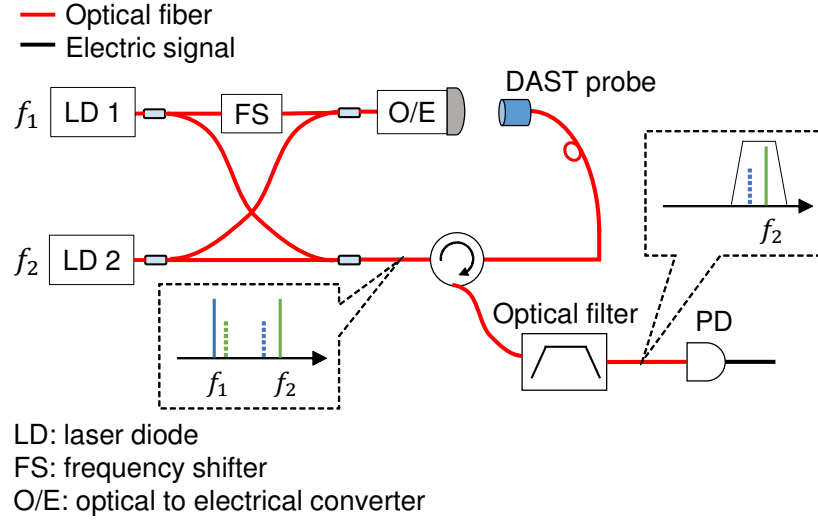 Optical fiber
Electric signal
DAST probe
f₁ LD 1 FS O/E
f₂ LD 2
f₂
Optical filter PD
f₁ f₂
LD: laser diode
FS: frequency shifter
O/E: optical to electrical converter